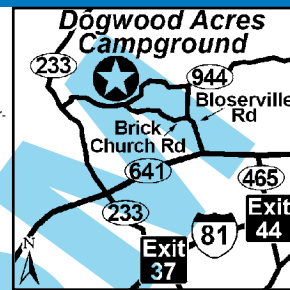 Dogwood Acres
Campground
233
944
Bloserville
Rd
Brick
Church Rd
641
465
233
81
Exit
44
Exit
37
N